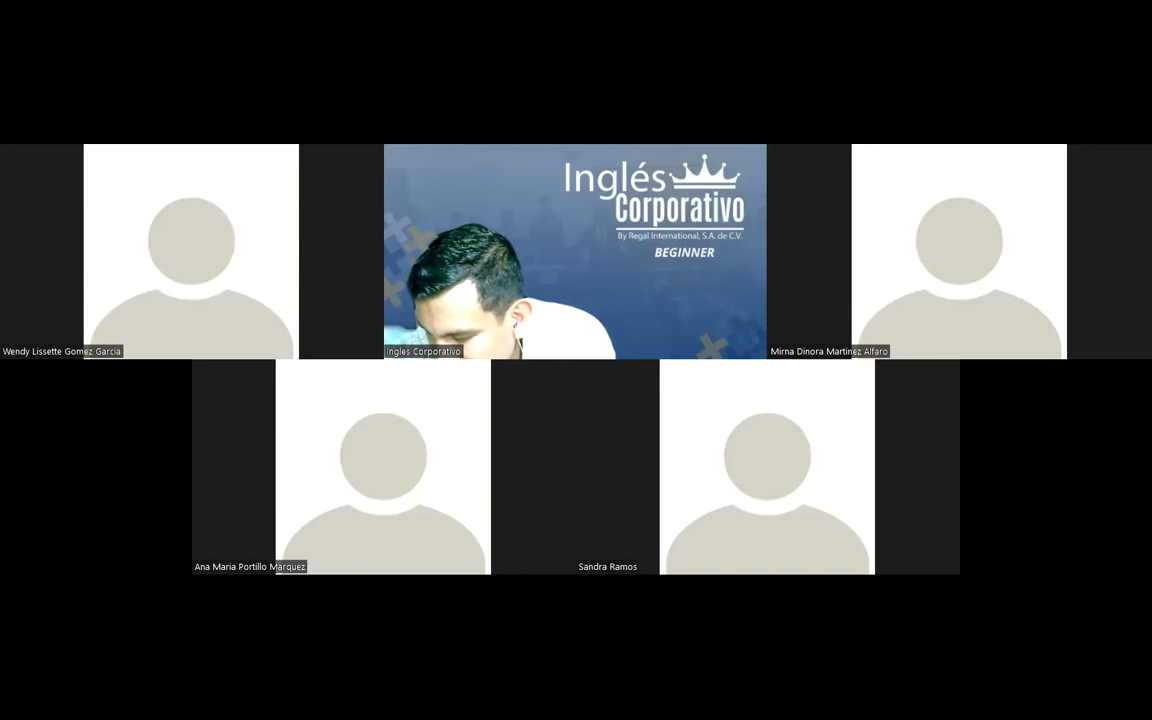 Inglés
Corporativo
By Regal International, S.A. de C.V.
BEGINNER
Wendy Lissette Gomez Garcia
Ingles Corporativo
Mirna Dinora Martinez Alfaro
Ana Maria Portillo Marquez
Sandra Ramos